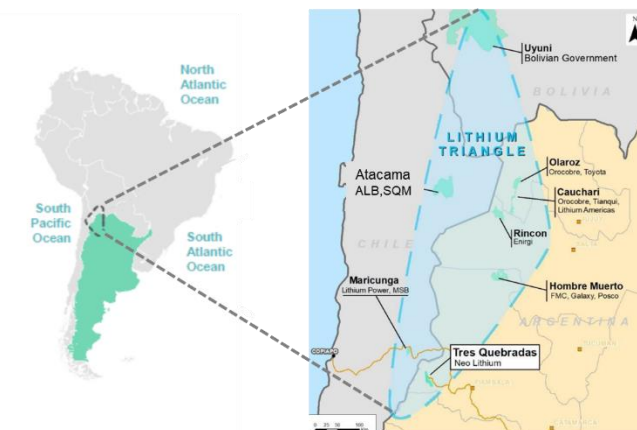 North
Atlantic
Ocean
South
Pacific
Ocean
South
Atlantic
Ocean
N
Uyuni
Bolivian Government
BOLIVIA
LITHIUM
TRIANGLE
Olaroz
Orocobre, Toyota
Atacama
ALB,SQM
Cauchari
Orocobre, Tianqui,
Lithium Americas
Rincon
Enirgi
CHILE
Maricunga
Lithium Power, MSB
Hombre Muerto
FMC, Galaxy, Posco
ARGENTINA
COPIAPO
Tres Quebradas
Neo Lithium